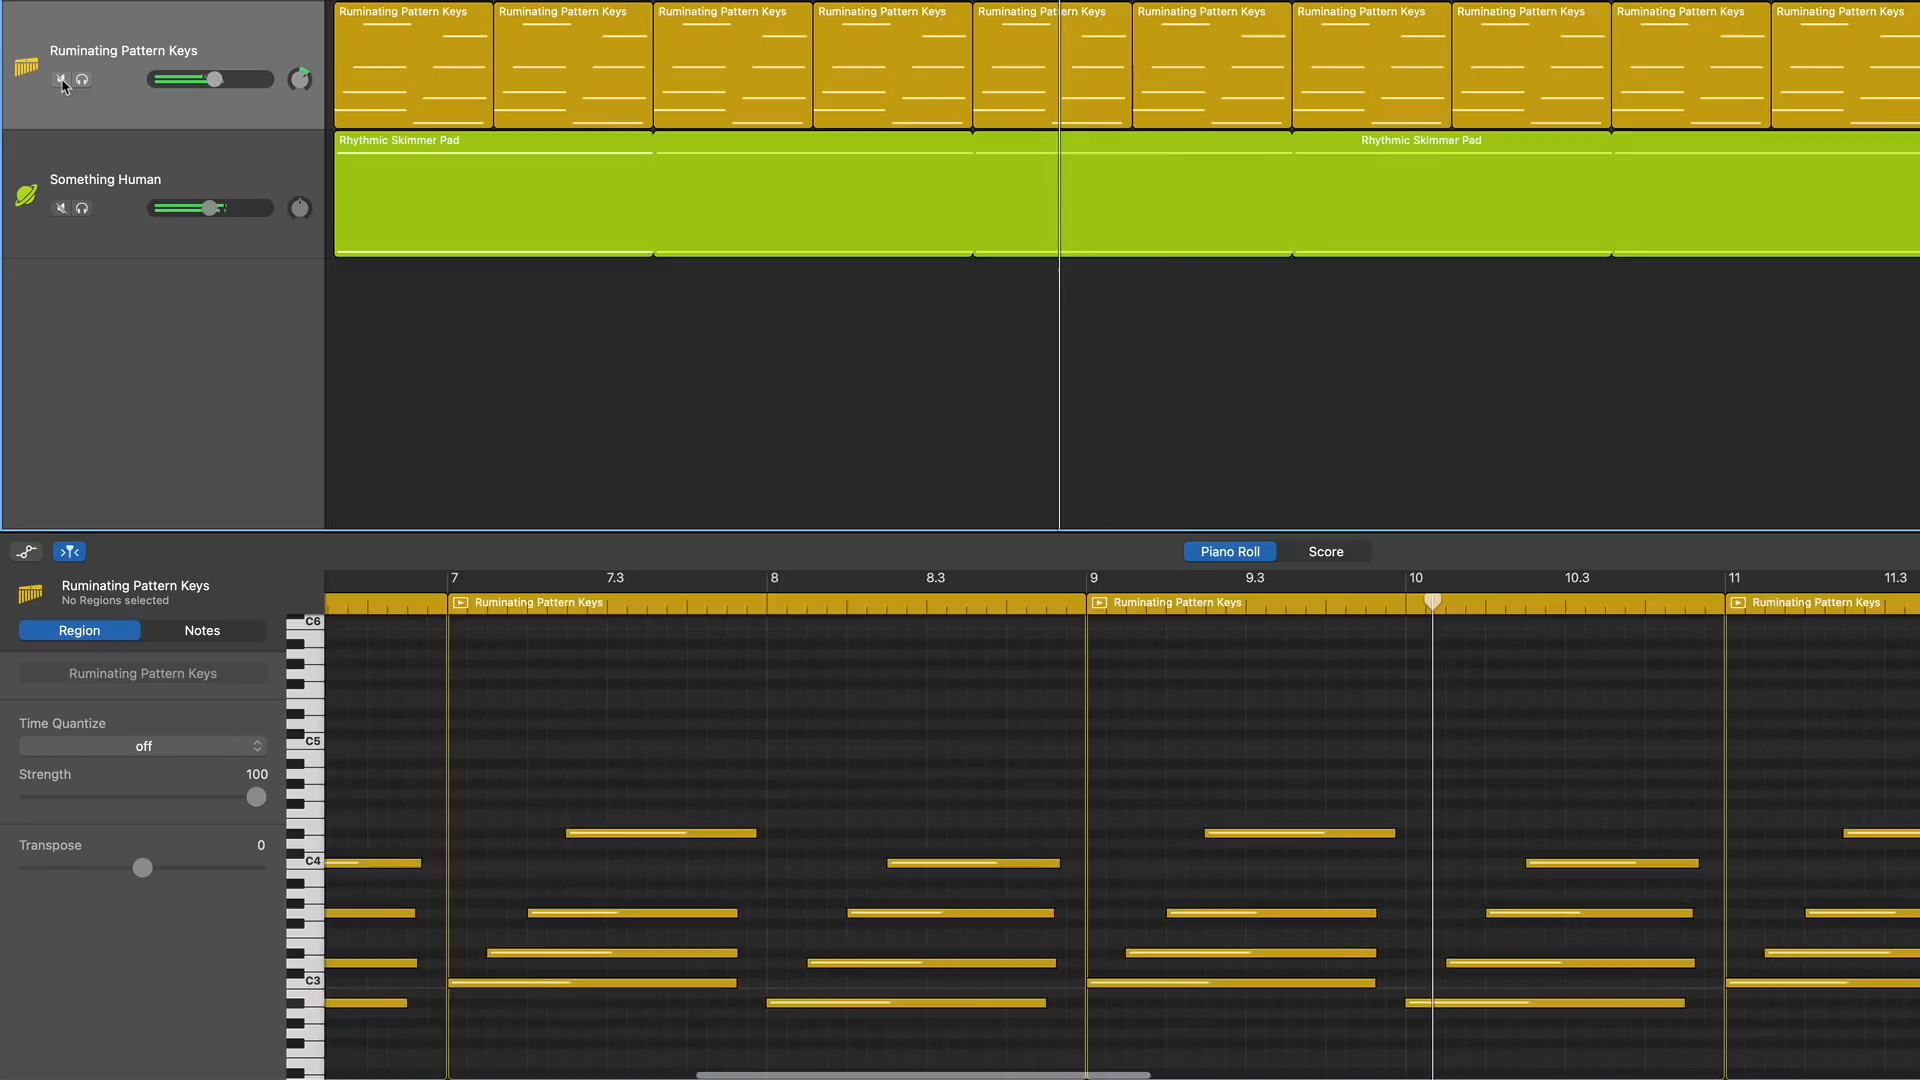 Ruminating Pattern Keys
Ruminating Pattern Keys Ruminating Pattern Keys Ruminating Pattern Keys Ruminating Pattern Keys Ruminating Pattern Keys Ruminating Pattern Keys Ruminating Pattern Keys Ruminating Pattern Keys Ruminating Pattern Keys Ruminating Pattern Keys
Something Human
Rhythmic Skimmer Pad Rhythmic Skimmer Pad
Piano Roll Score
Ruminating Pattern Keys
No Regions selected
Region Notes
Ruminating Pattern Keys
Time Quantize
off
Strength 100
Transpose 0
7 7.3 8 8.3 9 9.3 10 10.3 11 11.3
Ruminating Pattern Keys Ruminating Pattern Keys Ruminating Pattern Keys
C6
C5
C4
C3